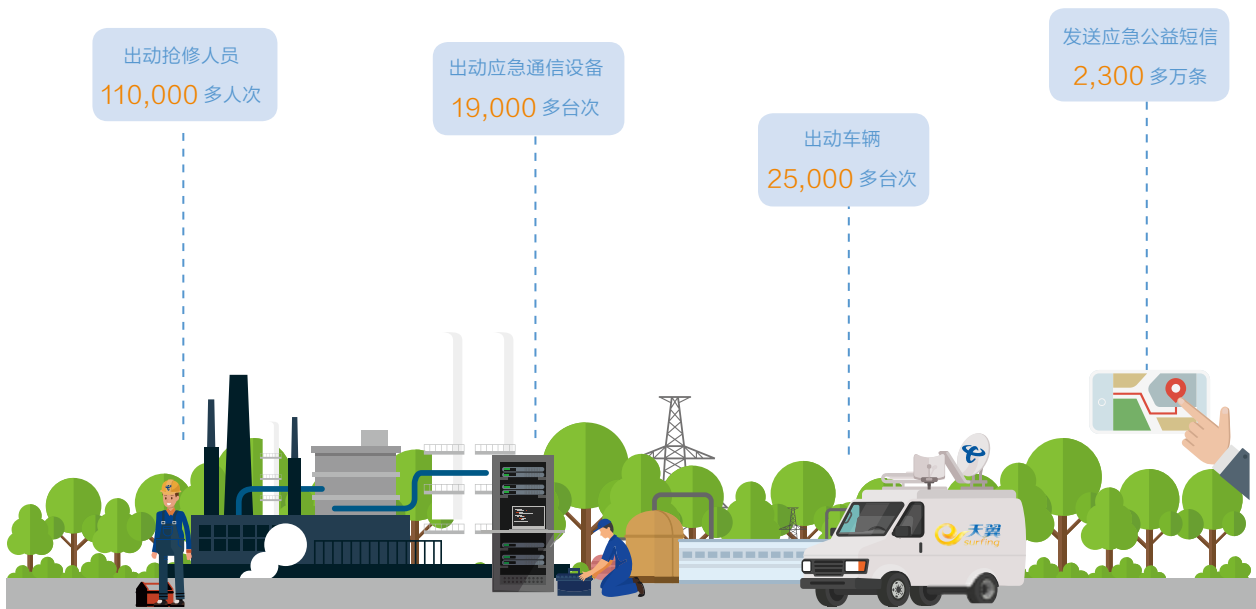 出动抢修人员
110,000 多人次
出动应急通信设备
19,000 多台次
出动车辆
25,000 多台次
发送应急公益短信
2,300 多万条
天翼
surfing